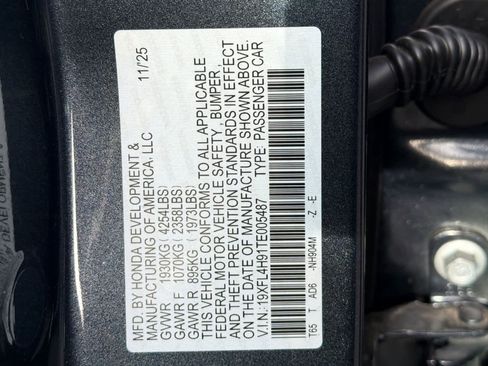 MFD. BY HONDA DEVELOPMENT & 11/'25
MANUFACTURING OF AMERICA, LLC
GVWR 1930KG (4254LBS)
GAWR F 1070KG (2358LBS)
GAWR R 895KG (1973LBS)
THIS VEHICLE CONFORMS TO ALL APPLICABLE
FEDERAL MOTOR VEHICLE SAFETY, BUMPER,
AND THEFT PREVENTION STANDARDS IN EFFECT
ON THE DATE OF MANUFACTURE SHOWN ABOVE.
V.I.N: 19XFL4H91TE005487 TYPE: PASSENGER CAR
T65 T AD6 -NH904M -Z -E